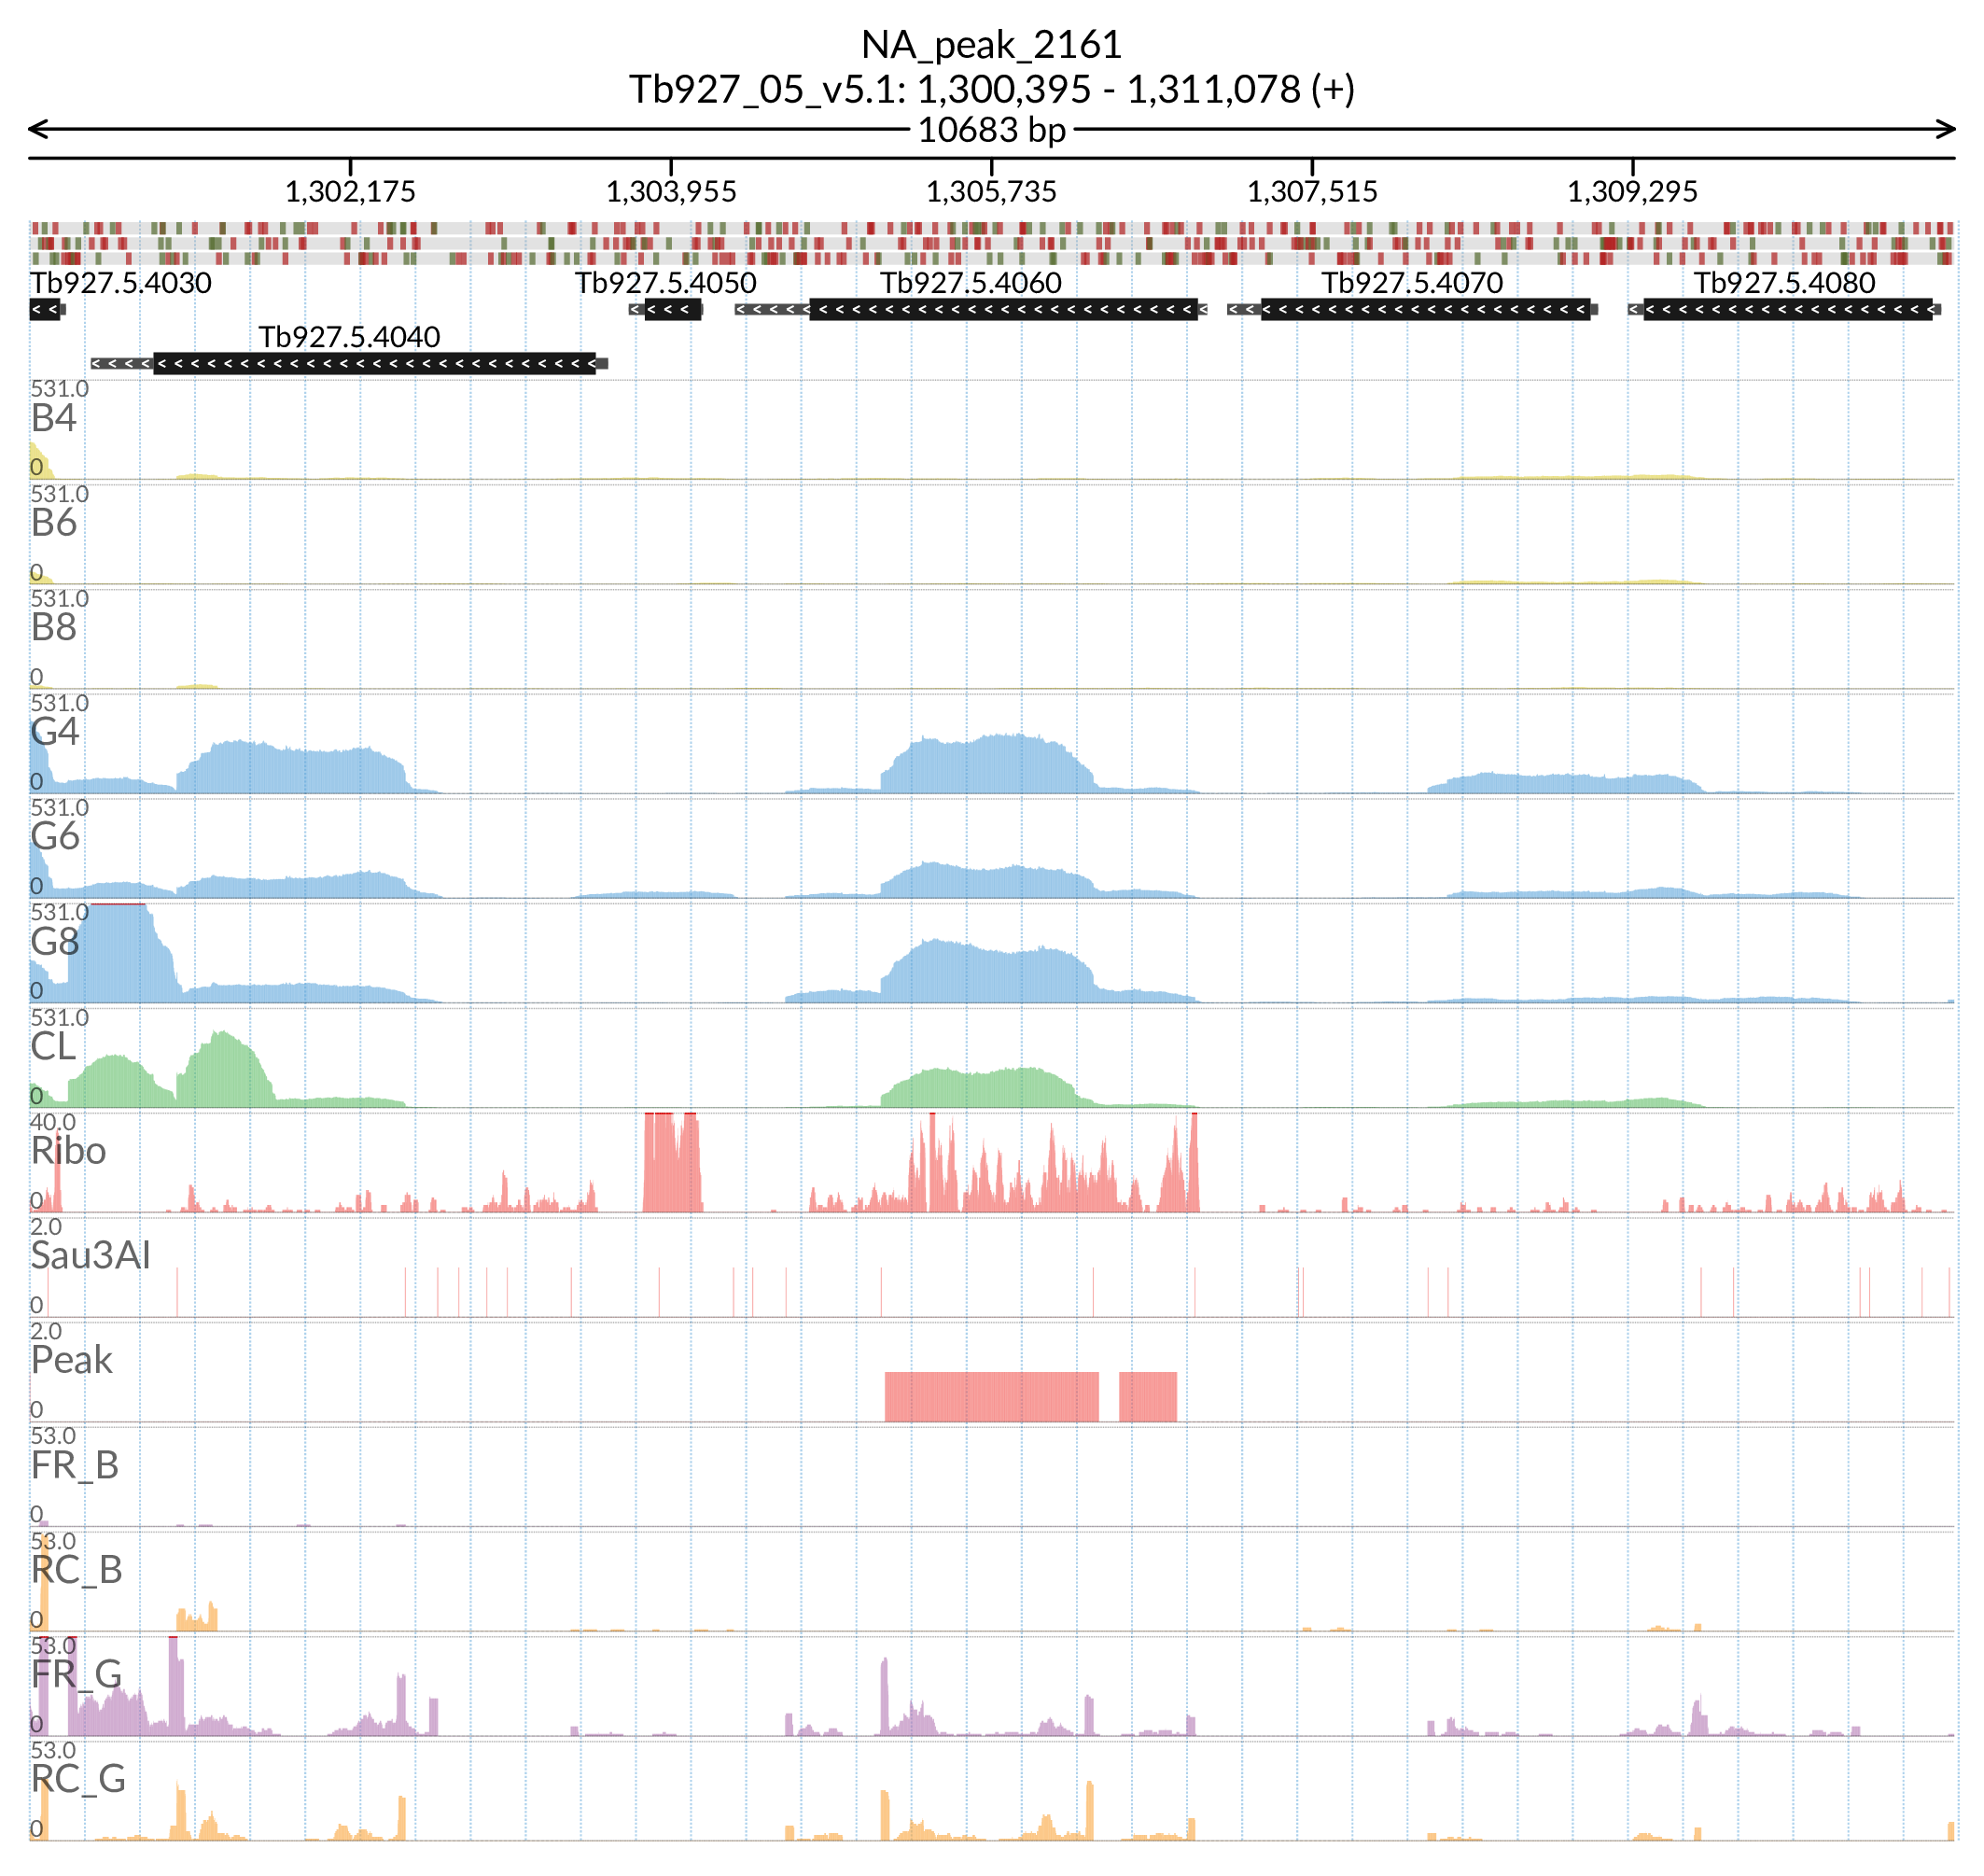 NA_peak_2161
Tb927_05_v5.1: 1,300,395 - 1,311,078 (+)
10683 bp
1,302,175 1,303,955 1,305,735 1,307,515 1,309,295
Tb927.5.4030 Tb927.5.4050 Tb927.5.4060 Tb927.5.4070 Tb927.5.4080
Tb927.5.4040
531.0
B4
0
531.0
B6
0
531.0
B8
0
531.0
G4
0
531.0
G6
0
531.0
G8
0
531.0
CL
0
40.0
Ribo
0
2.0
Sau3AI
0
2.0
Peak
0
53.0
FR_B
0
53.0
RC_B
0
53.0
FR_G
0
53.0
RC_G
0